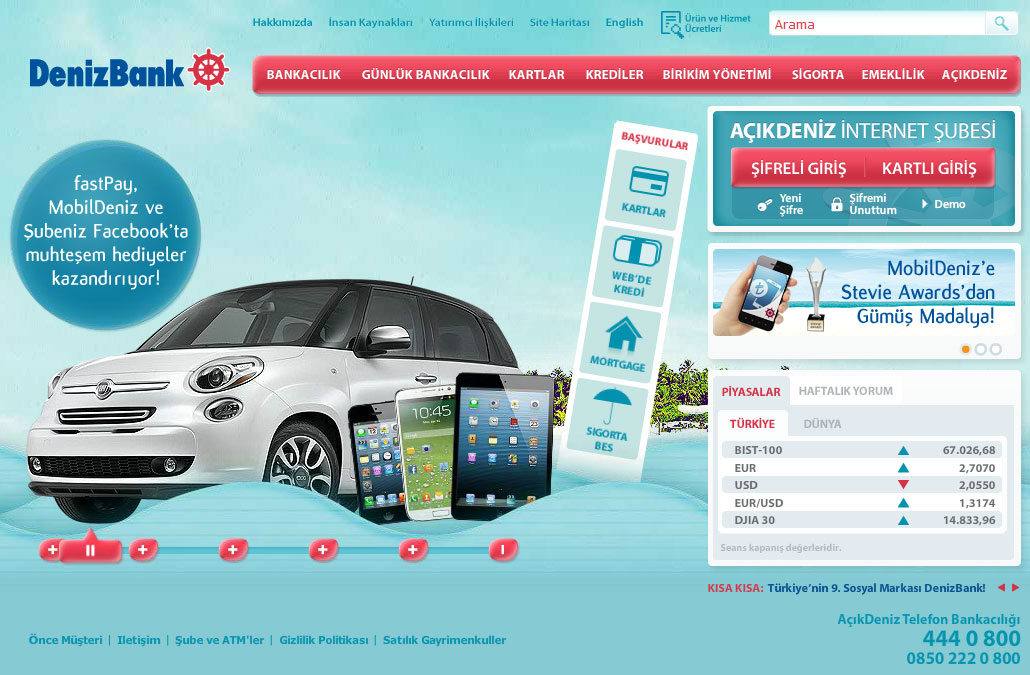 Hakkımızda
İnsan Kaynakları
Yatırımcı İlişkileri
Site Haritası
English
Ürün ve Hizmet
Ücretleri
Arama
DenizBank
BANKACILIK
GÜNLÜK BANKACILIK
KARTLAR
KREDİLER
BİRİKİM YÖNETİMİ
SİGORTA
EMEKLİLİK
AÇIKDENİZ
fastPay,
MobilDeniz ve
Şubeniz Facebook'ta
muhteşem hediyeler
kazandırıyor!
10:45
BAŞVURULAR
KARTLAR
WEB'DE
KREDİ
MORTGAGE
SIGORTA
BES
AÇIKDENİZ İNTERNET ŞUBESİ
ŞİFRELİ GİRİŞ
KARTLI GİRİŞ
Yeni
Şifre
Şifremi
Unuttum
Demo
MobilDeniz'e
Stevie Awards'dan
Gümüş Madalya!
PİYASALAR
HAFTALIK YORUM
TÜRKİYE
DÜNYA
BIST-100 67.026,68
EUR 2,7070
USD 2,0550
EUR/USD 1,3174
DJIA 30 14.833,96
Seans kapanış değerleridir.
KISA KISA: Türkiye'nin 9. Sosyal Markası DenizBank!
Önce Müşteri | Iletişim | Şube ve ATM'ler | Gizlilik Politikası | Satılık Gayrimenkuller
AçıkDeniz Telefon Bankacılığı
444 0 800
0850 222 0 800